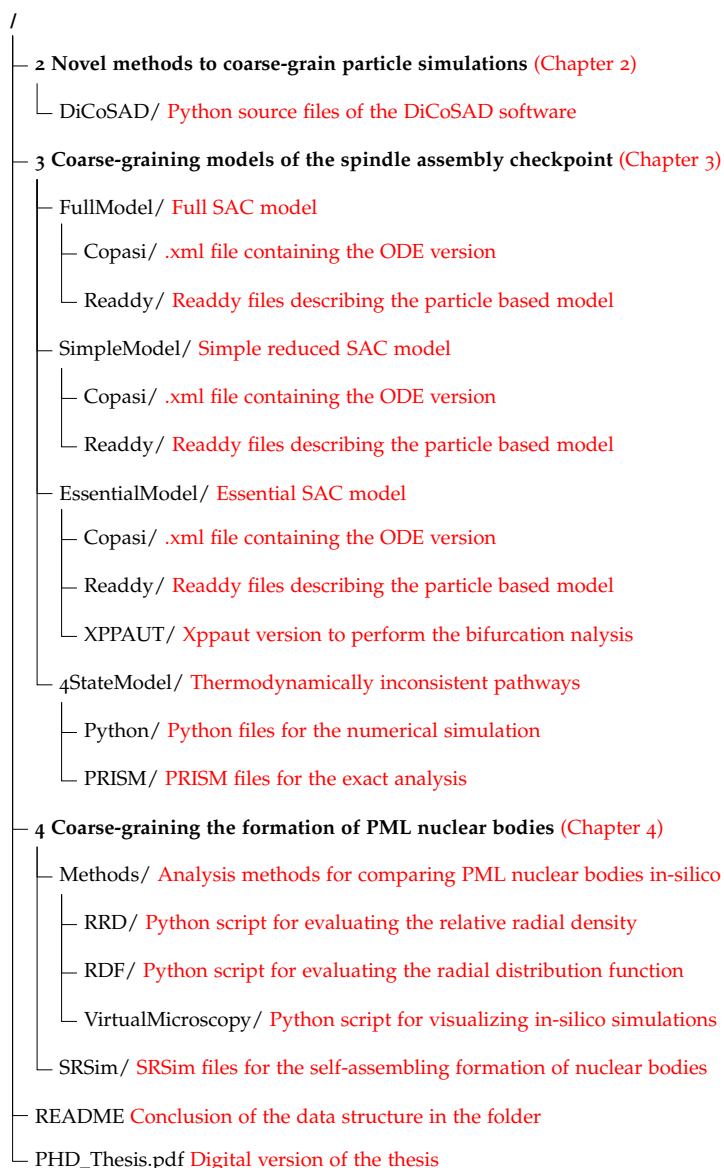 /
2 Novel methods to coarse-grain particle simulations (Chapter 2)
DiCoSAD/ Python source files of the DiCoSAD software
3 Coarse-graining models of the spindle assembly checkpoint (Chapter 3)
FullModel/ Full SAC model
Copasi/ .xml file containing the ODE version
Readdy/ Readdy files describing the particle based model
SimpleModel/ Simple reduced SAC model
Copasi/ .xml file containing the ODE version
Readdy/ Readdy files describing the particle based model
EssentialModel/ Essential SAC model
Copasi/ .xml file containing the ODE version
Readdy/ Readdy files describing the particle based model
XPPAUT/ Xppaut version to perform the bifurcation nalysis
4StateModel/ Thermodynamically inconsistent pathways
Python/ Python files for the numerical simulation
PRISM/ PRISM files for the exact analysis
4 Coarse-graining the formation of PML nuclear bodies (Chapter 4)
Methods/ Analysis methods for comparing PML nuclear bodies in-silico
RRD/ Python script for evaluating the relative radial density
RDF/ Python script for evaluating the radial distribution function
VirtualMicroscopy/ Python script for visualizing in-silico simulations
SRSim/ SRSim files for the self-assembling formation of nuclear bodies
README Conclusion of the data structure in the folder
PHD_Thesis.pdf Digital version of the thesis